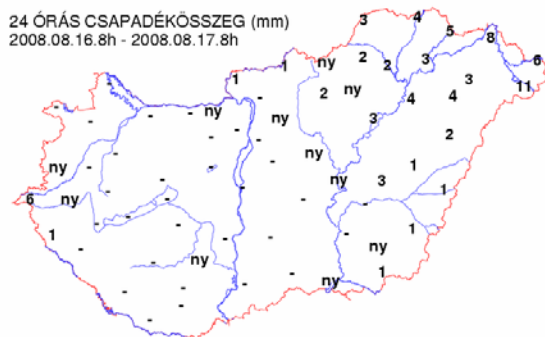 24 ÓRÁS CSAPADÉKÖSSZEG (mm)
2008.08.16.8h - 2008.08.17.8h
3 4
5
8
1 1 ny 2 2 3 6
- - 3 11
- 2 ny 4 4
- - - ny ny 3
- - - 2
- ny
ny - - - 1
- - ny 3 1
6 ny - - - -
- - - 1
1 - - - - ny
- ny - - 1
- - - - ny
- -